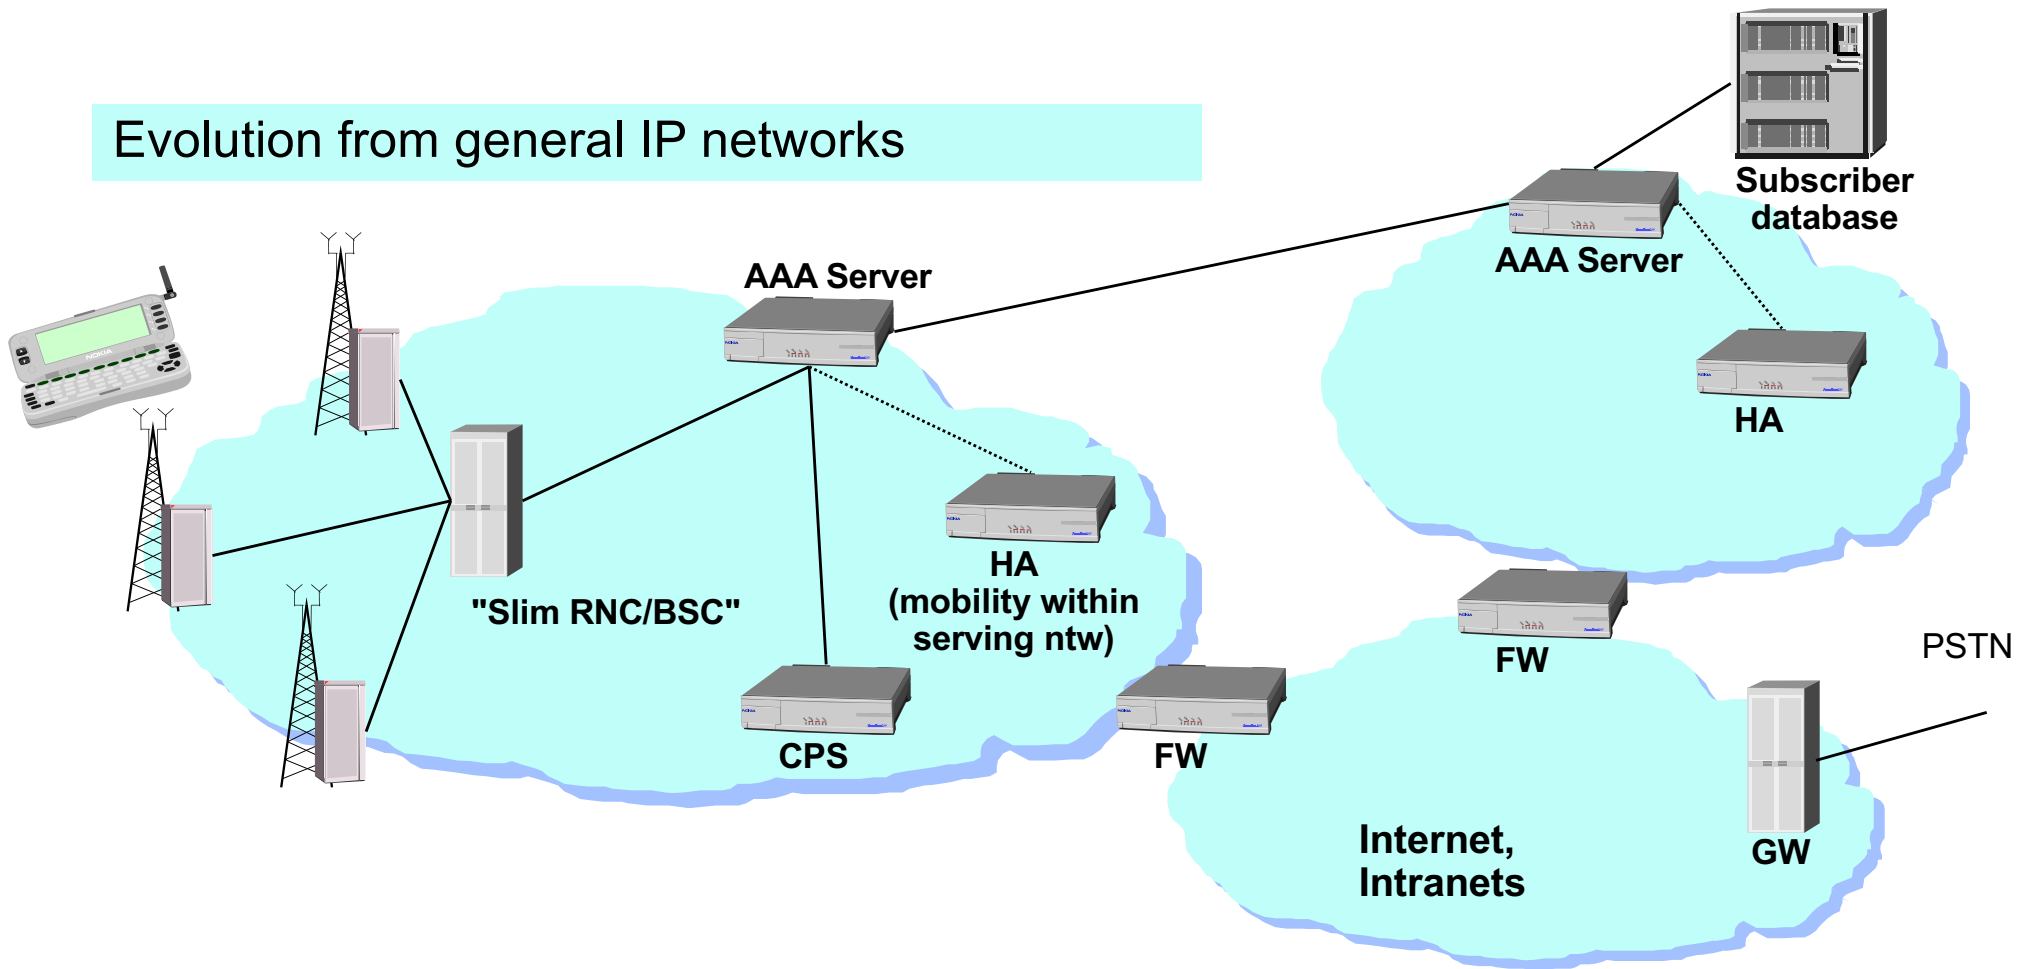 Evolution from general IP networks
Subscriber
database
AAA Server
AAA Server
NOKIA
HA
HA
(mobility within
serving ntw)
"Slim RNC/BSC"
CPS
FW
FW
PSTN
GW
Internet,
Intranets